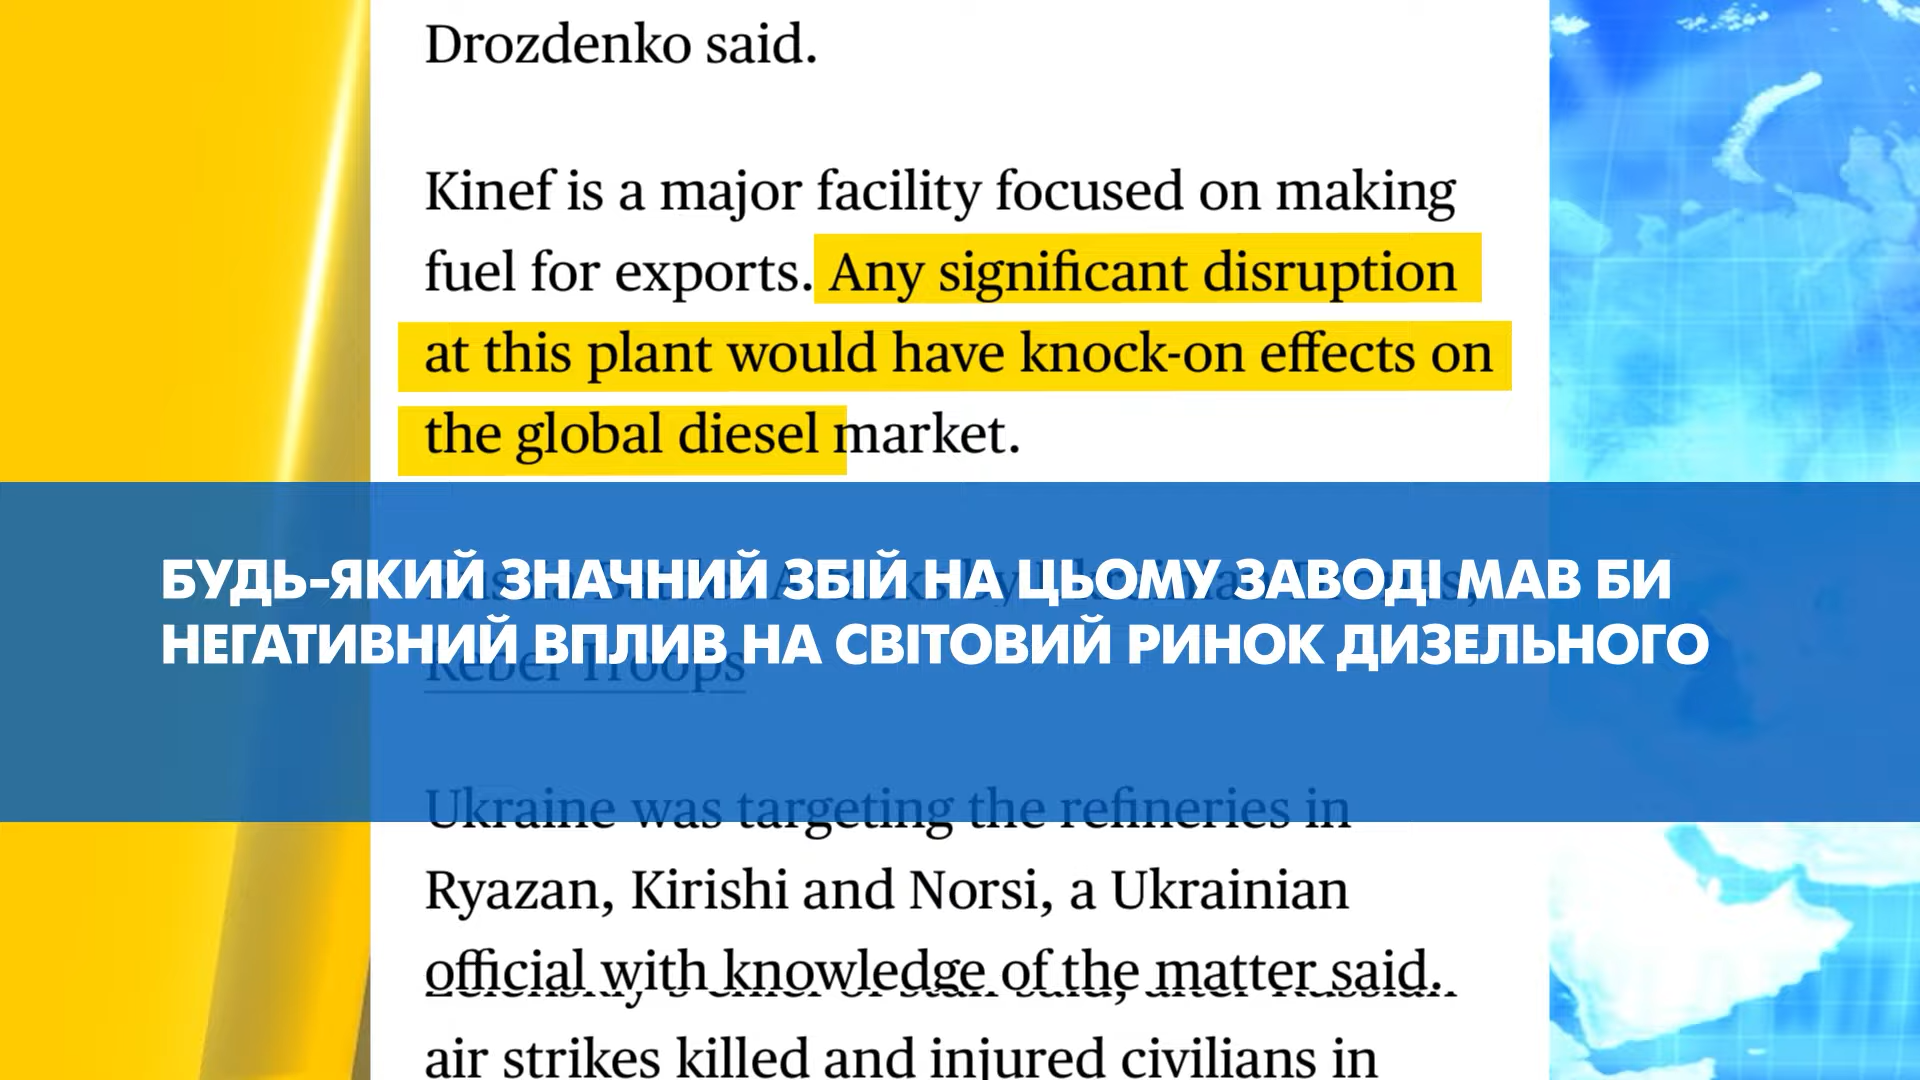 Drozdenko said.
Kinef is a major facility focused on making
fuel for exports. Any significant disruption
at this plant would have knock-on effects on
the global diesel market.
БУДЬ-ЯКИЙ ЗНАЧНИЙ ЗБІЙ НА ЦЬОМУ ЗАВОДІ МАВ БИ
НЕГАТИВНИЙ ВПЛИВ НА СВІТОВИЙ РИНОК ДИЗЕЛЬНОГО
Rebel Troops
Ukraine was targeting the refineries in
Ryazan, Kirishi and Norsi, a Ukrainian
official with knowledge of the matter said.
air strikes killed and injured civilians in